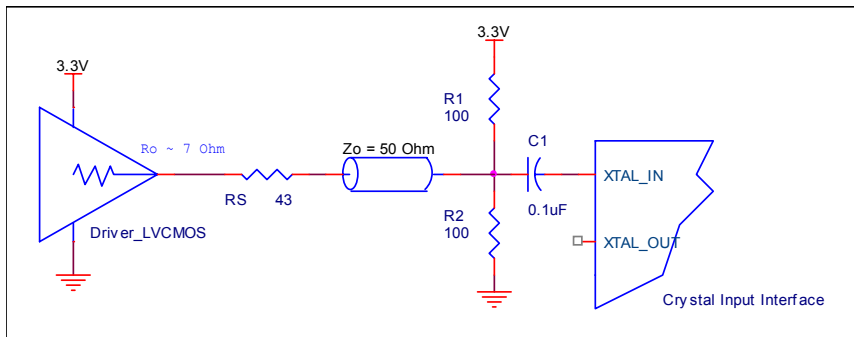 3.3V
3.3V
R1
100
C1
Ro ~ 7 Ohm
Zo = 50 Ohm
XTAL_IN
RS 43
0.1uF
R2
100
Driver_LVCMOS
XTAL_OUT
Crystal Input Interface